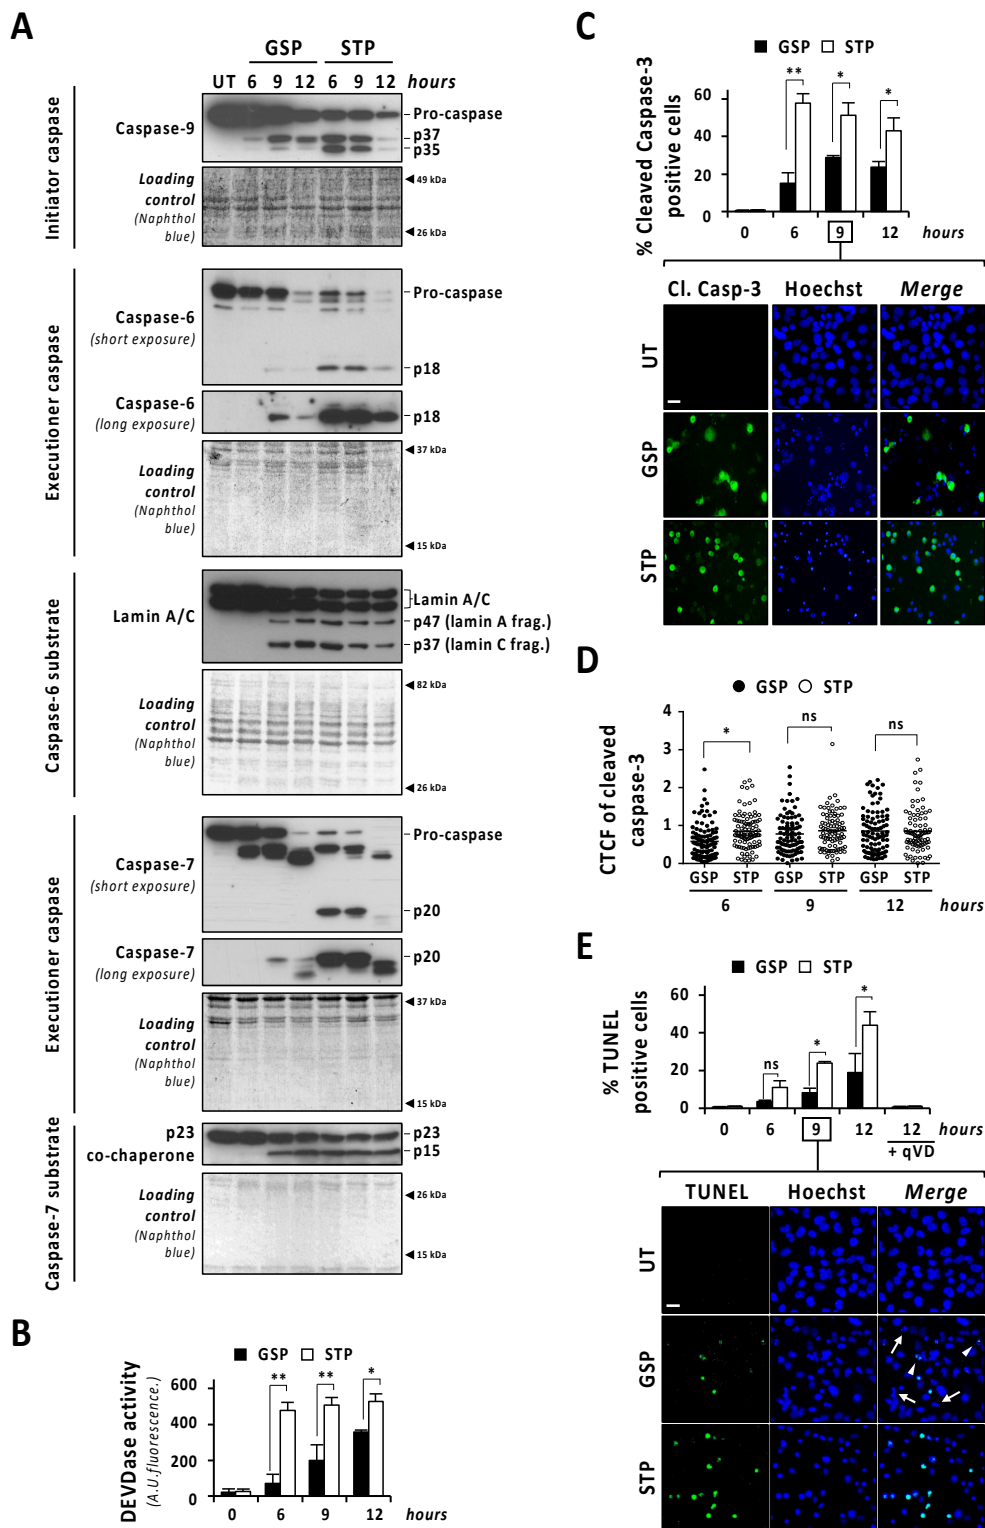 A
GSP STP
UT 6 9 12 6 9 12 hours
Initiator caspase
Caspase-9
Pro-caspase
p37
p35
Loading
control
(Naphthol
blue)
49 kDa
26 kDa
Executioner caspase
Caspase-6
(short exposure)
Pro-caspase
p18
Caspase-6
(long exposure)
p18
Loading
control
(Naphthol
blue)
37 kDa
15 kDa
Caspase-6 substrate
Lamin A/C
Lamin A/C
p47 (lamin A frag.)
p37 (lamin C frag.)
Loading
control
(Naphthol
blue)
82 kDa
26 kDa
Executioner caspase
Caspase-7
(short exposure)
Pro-caspase
p20
Caspase-7
(long exposure)
p20
Loading
control
(Naphthol
blue)
37 kDa
15 kDa
Caspase-7 substrate
p23
co-chaperone
p23
p15
Loading
control
(Naphthol
blue)
26 kDa
15 kDa
B
GSP STP
DEVDase activity
(A.U.fluorescence.)
600
400
200
0
** ** *
0 6 9 12 hours
C
GSP STP
% Cleaved Caspase-3
positive cells
60
40
20
0
** * *
0 6 9 12 hours
Cl. Casp-3 Hoechst Merge
UT
GSP
STP
D
GSP STP
CTCF of cleaved
caspase-3
4
3
2
1
0
* ns ns
GSP STP GSP STP GSP STP
6 9 12 hours
E
GSP STP
% TUNEL
positive cells
60
40
20
0
ns * *
0 6 9 12 12 hours
+ qVD
TUNEL Hoechst Merge
UT
GSP
STP